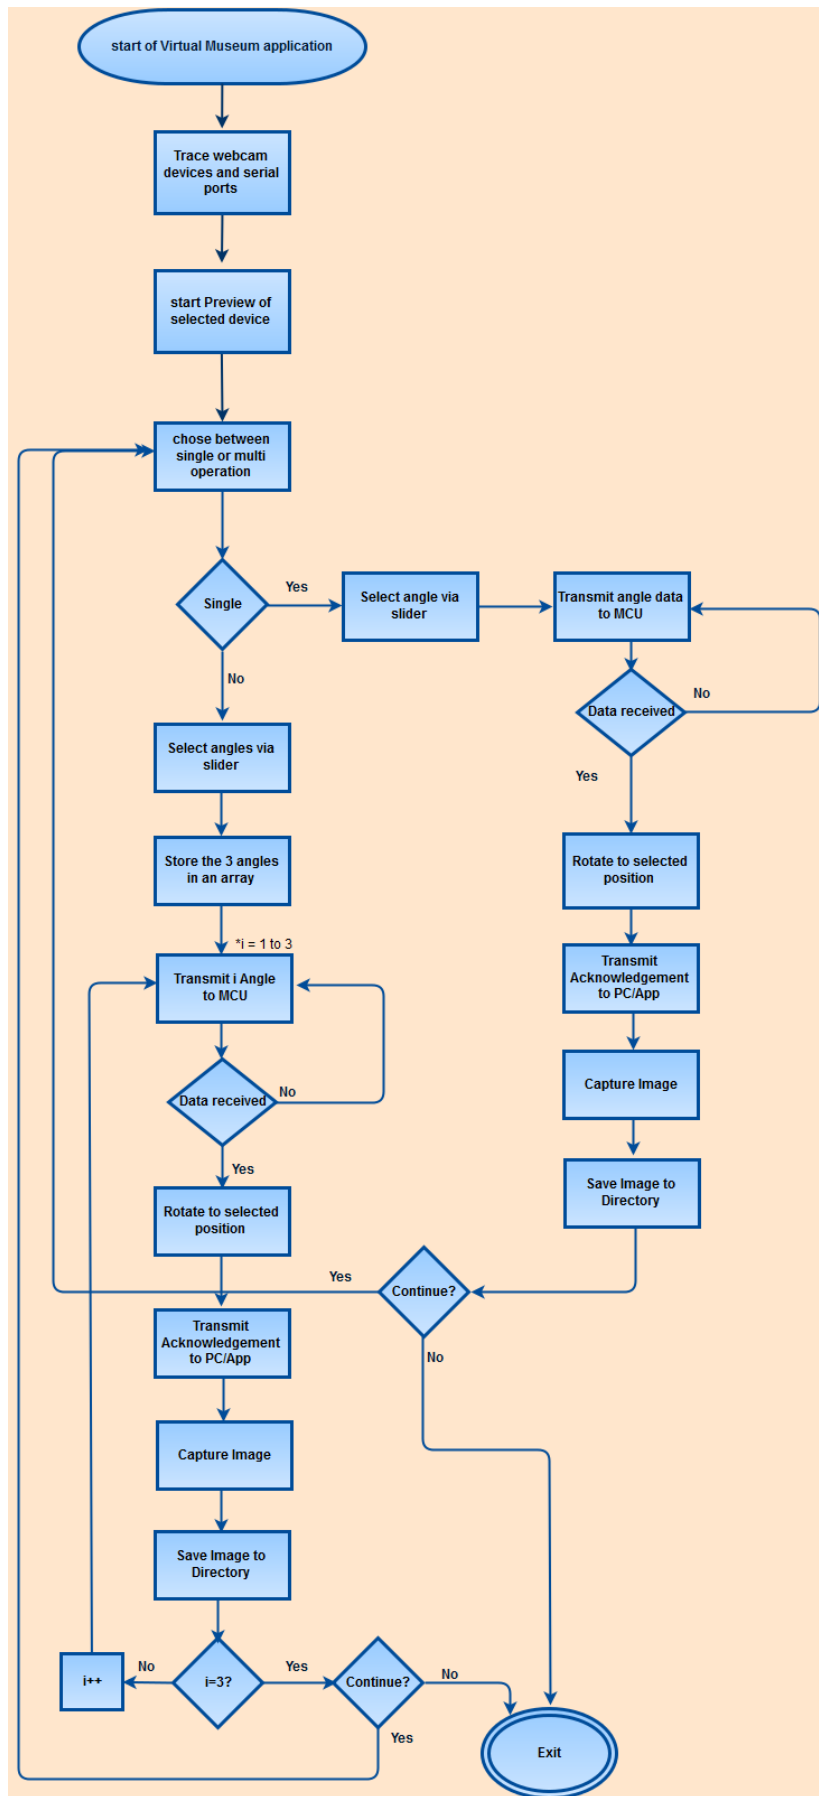 start of Virtual Museum application
Trace webcam
devices and serial
ports
start Preview of
selected device
chose between
single or multi
operation
Single
Yes
Select angle via
slider
Transmit angle data
to MCU
No
Data received
No
Yes
Select angles via
slider
Rotate to selected
position
Store the 3 angles
in an array
*i = 1 to 3
Transmit
Acknowledgement
to PC/App
Transmit i Angle
to MCU
Capture Image
Data received
No
Yes
Save Image to
Directory
Rotate to selected
position
Yes
Continue?
No
Transmit
Acknowledgement
to PC/App
Capture Image
Save Image to
Directory
i++
No
i=3?
Yes
Continue?
No
Yes
Exit